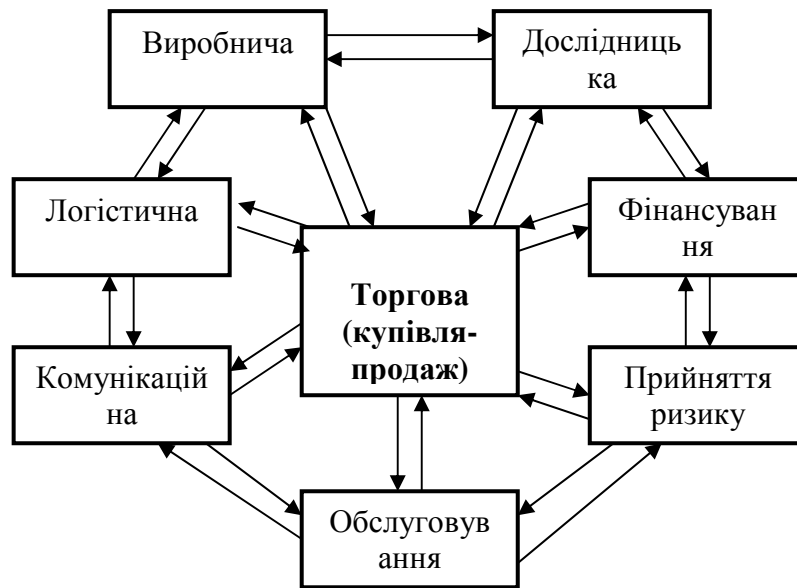 Виробнича
Дослідниць
ка
Логістична
Фінансуван
ня
Торгова
(купівля-
продаж)
Комунікацій
на
Прийняття
ризику
Обслуговув
ання